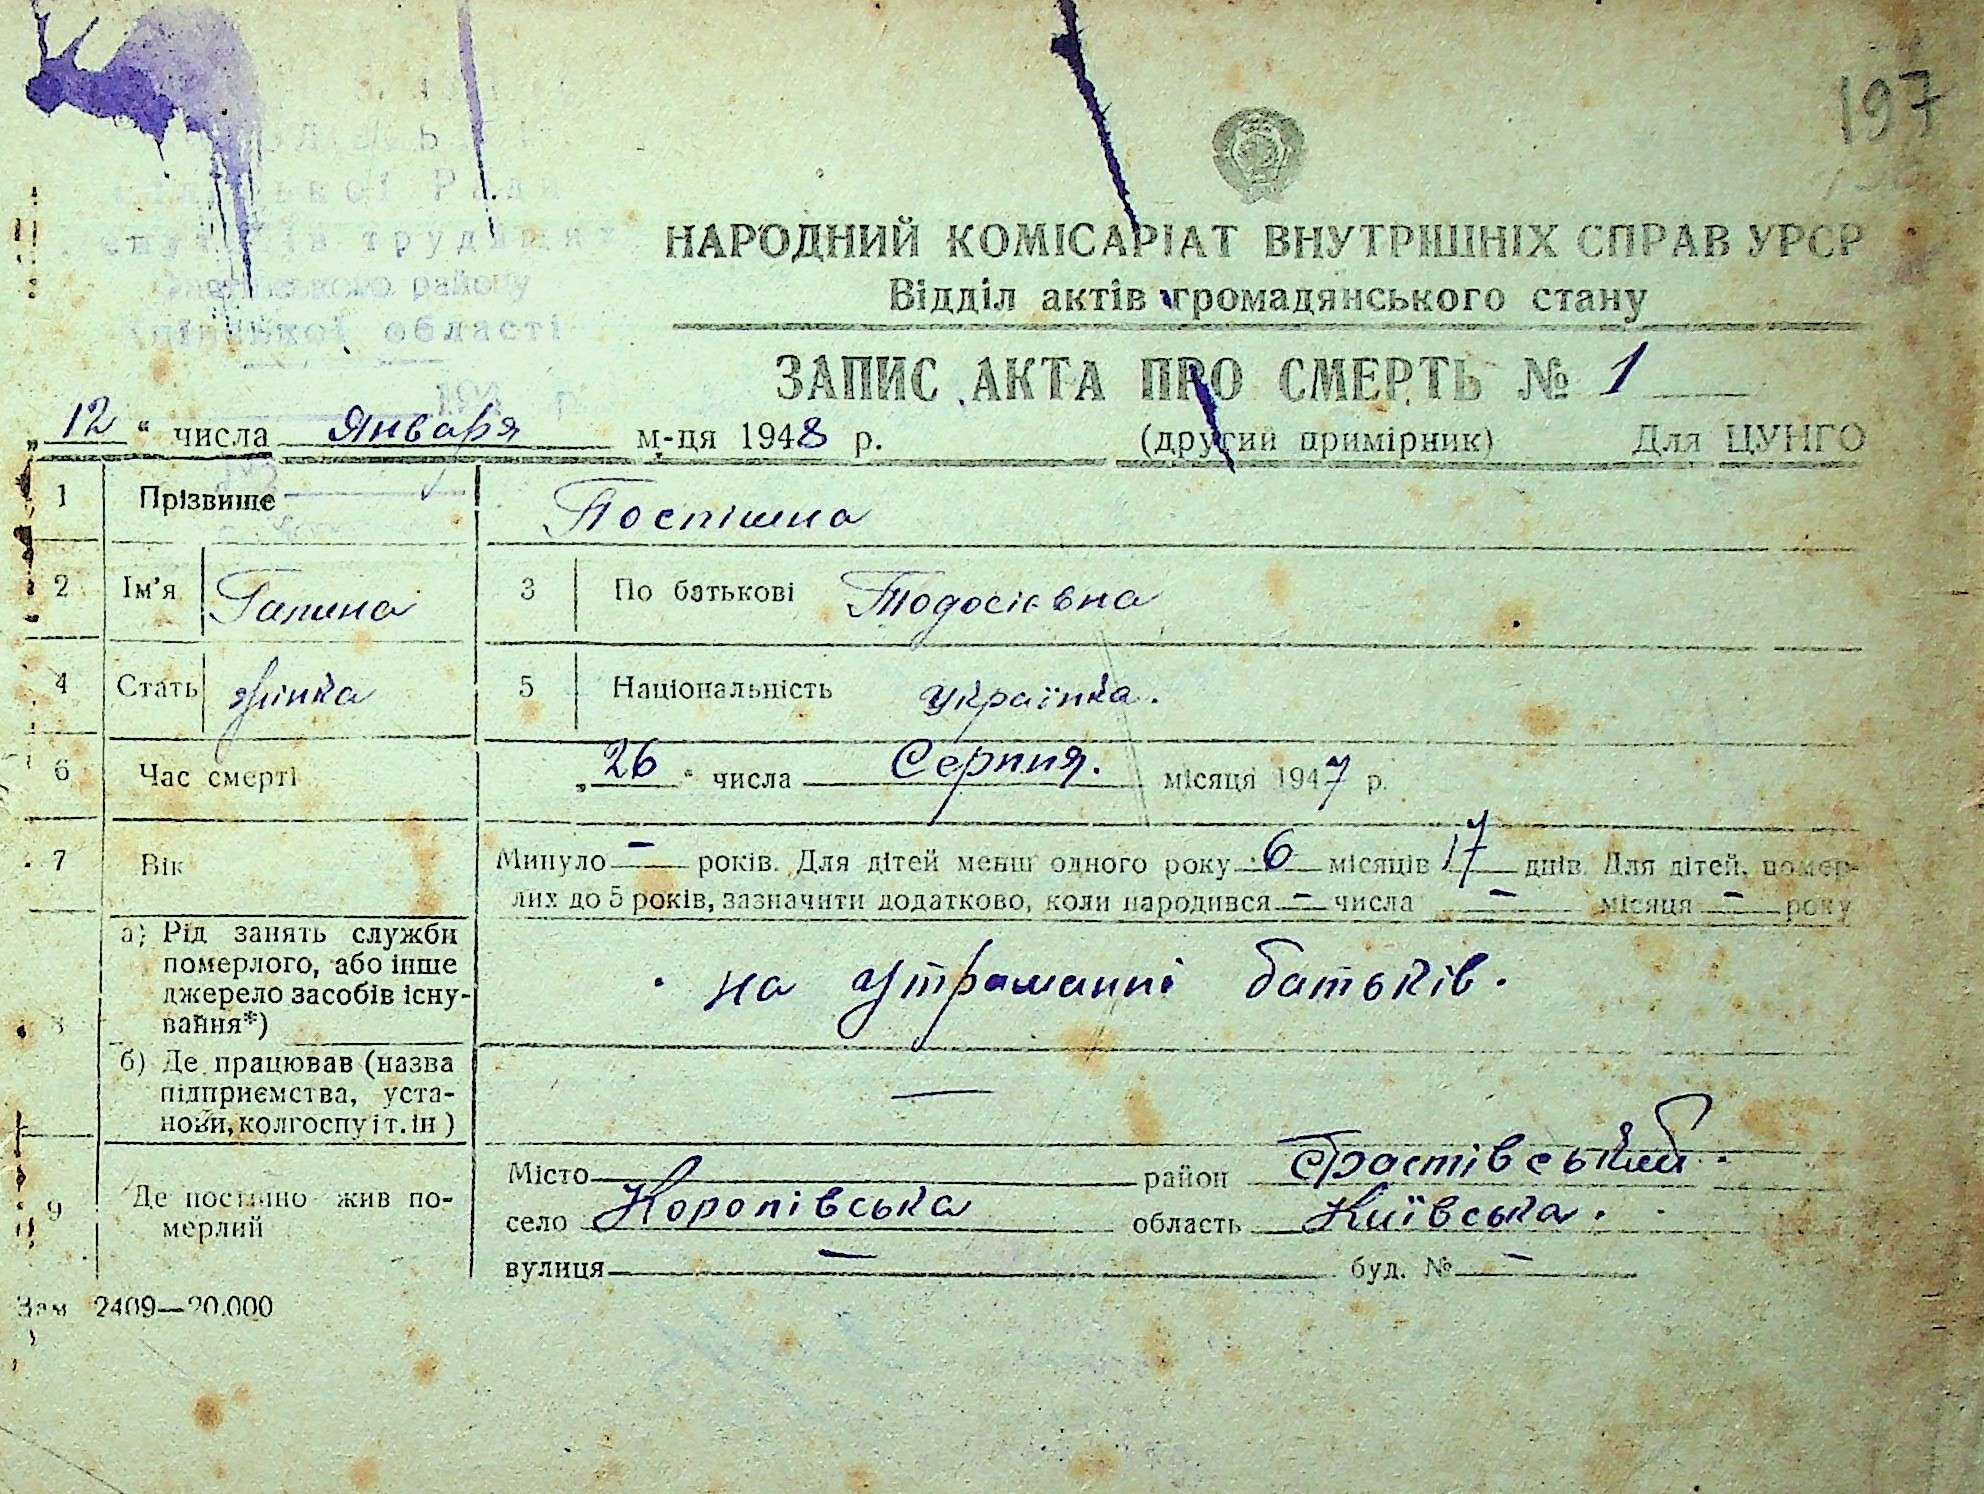 197
району
області
НАРОДНИЙ КОМІСАРІАТ ВНУТРІШНІХ СПРАВ УРСР
Відділ актів громадянського стану
ЗАПИС АКТА ПРО СМЕРТЬ № 1
„12“ числа Января м-ця 1948 р. (другий примірник) Для ЦУНГО
1 Прізвище Поспішна
2 Ім'я Галина 3 По батькові Тодосієвна
4 Стать жінка 5 Національність українка.
6 Час смерті „26“ числа Серпня. місяця 1947 р.
7 Вік Минуло — років. Для дітей менш одного року 6 місяців 17 днів. Для дітей, помер-
лих до 5 років, зазначити додатково, коли народився — числа — місяця — року
8 а) Рід занять служби
померлого, або інше
джерело засобів існу-
вання*) на утриманні батьків.
б) Де працював (назва
підприємства, уста-
нови, колгоспу і т. ін) —
9 Де постійно жив по-
мерлий
Місто район Фастівський.
село область Київська.
вулиця — буд. № —
Зам 2409—20.000